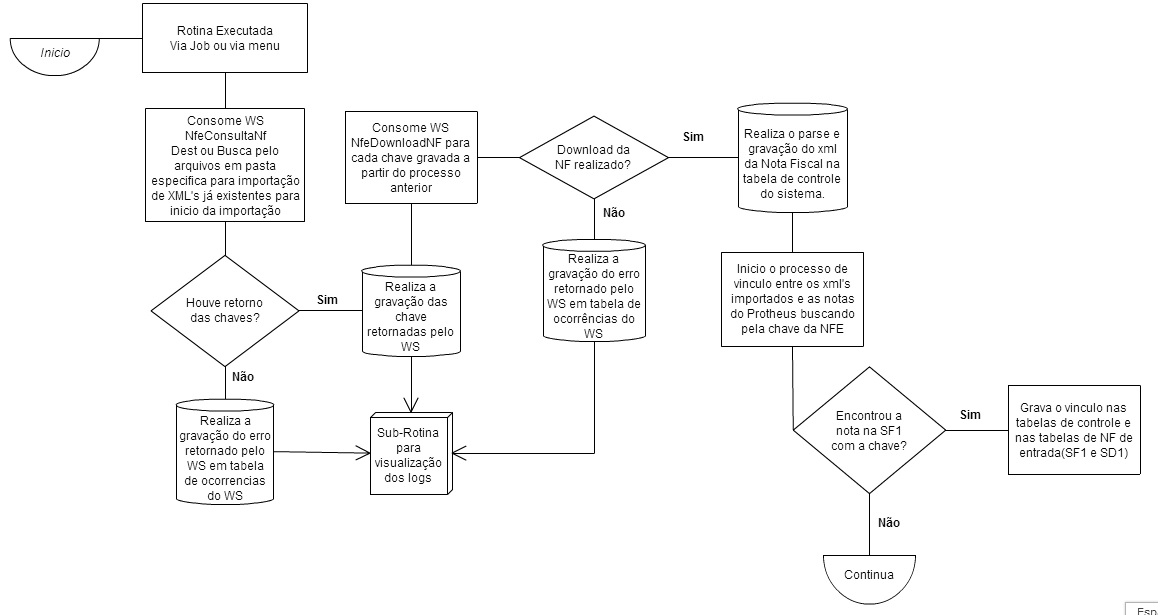 Inicio
Rotina Executada
Via Job ou via menu
Consome WS
NfeConsultaNf
Dest ou Busca pelo
arquivos em pasta
especifica para importação
de XML's já existentes para
inicio da importação
Houve retorno
das chaves?
Sim
Não
Realiza a
gravação do erro
retornado pelo
WS em tabela
de ocorrencias
do WS
Realiza a
gravação das
chave
retornadas pelo
WS
Sub-Rotina
para
visualização
dos logs
Consome WS
NfeDownloadNF para
cada chave gravada a
partir do processo
anterior
Download da
NF realizado?
Sim
Não
Realiza a
gravação do erro
retornado pelo
WS em tabela de
ocorrências do
WS
Realiza o parse e
gravação do xml
da Nota Fiscal na
tabela de controle
do sistema.
Inicio o processo de
vinculo entre os xml's
importados e as notas
do Protheus buscando
pela chave da NFE
Encontrou a
nota na SF1
com a chave?
Sim
Não
Grava o vinculo nas
tabelas de controle e
nas tabelas de NF de
entrada(SF1 e SD1)
Continua